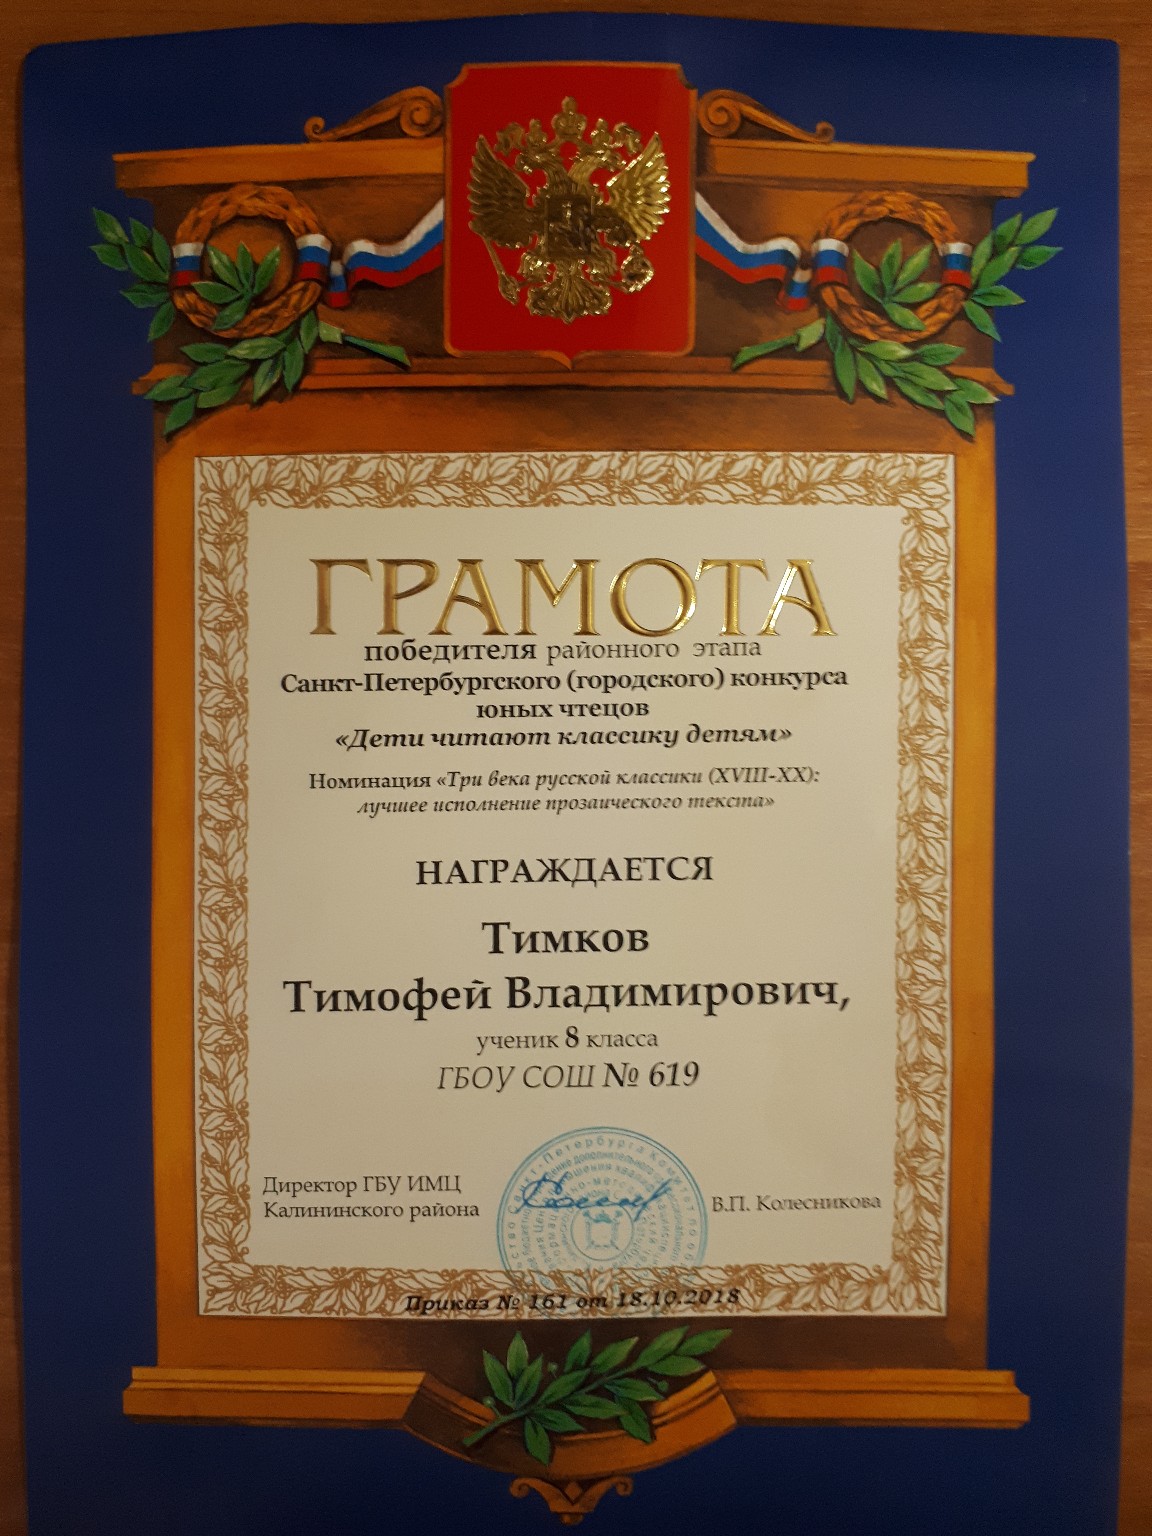 ГРАМОТА
победителя районного этапа
Санкт-Петербургского (городского) конкурса
юных чтецов
«Дети читают классику детям»
Номинация «Три века русской классики (XVIII-XX):
лучшее исполнение прозаического текста»
НАГРАЖДАЕТСЯ
Тимков
Тимофей Владимирович,
ученик 8 класса
ГБОУ СОШ № 619
Директор ГБУ ИМЦ
Калининского района
В.П. Колесникова
Приказ № 161 от 18.10.2018